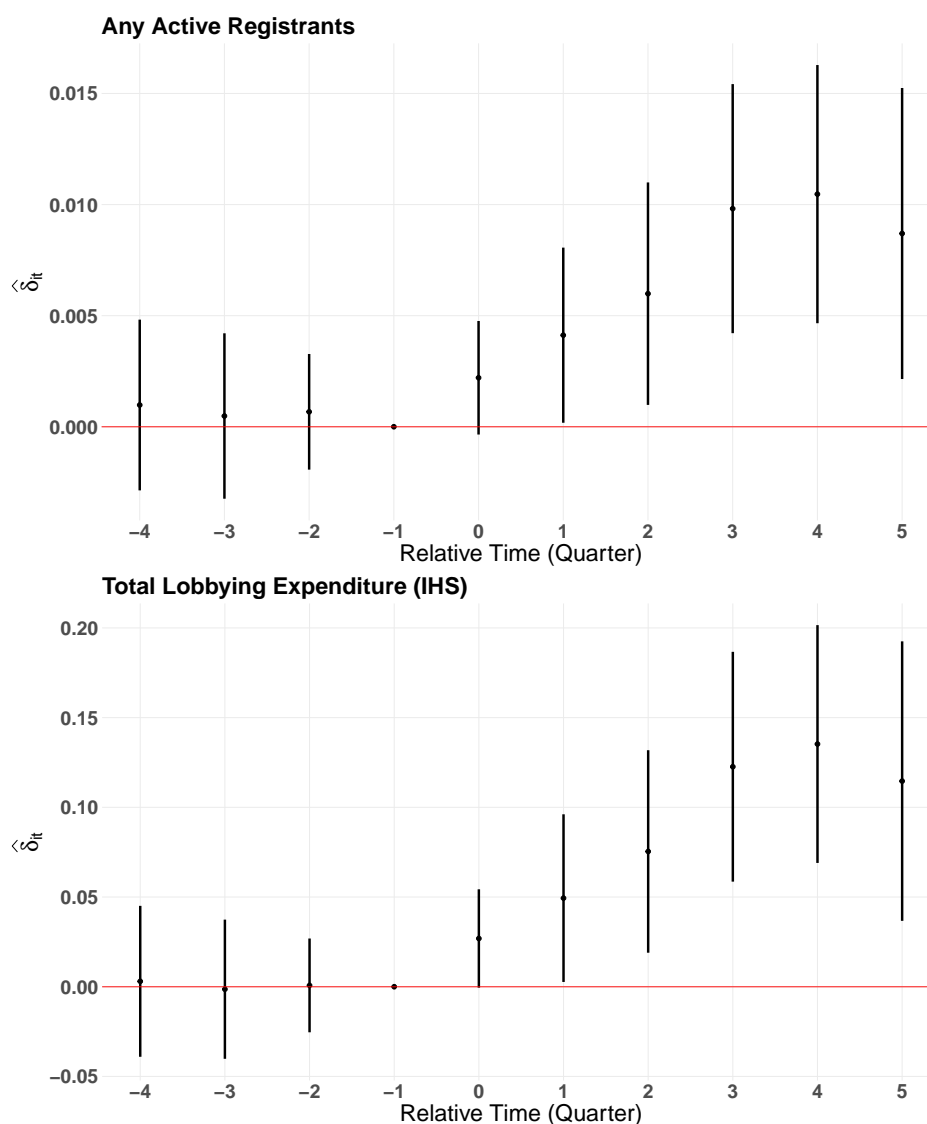 Any Active Registrants
0.015
0.010
0.005
0.000
δ̂it
−4 −3 −2 −1 0 1 2 3 4 5
Relative Time (Quarter)
Total Lobbying Expenditure (IHS)
0.20
0.15
0.10
0.05
0.00
−0.05
δ̂it
−4 −3 −2 −1 0 1 2 3 4 5
Relative Time (Quarter)